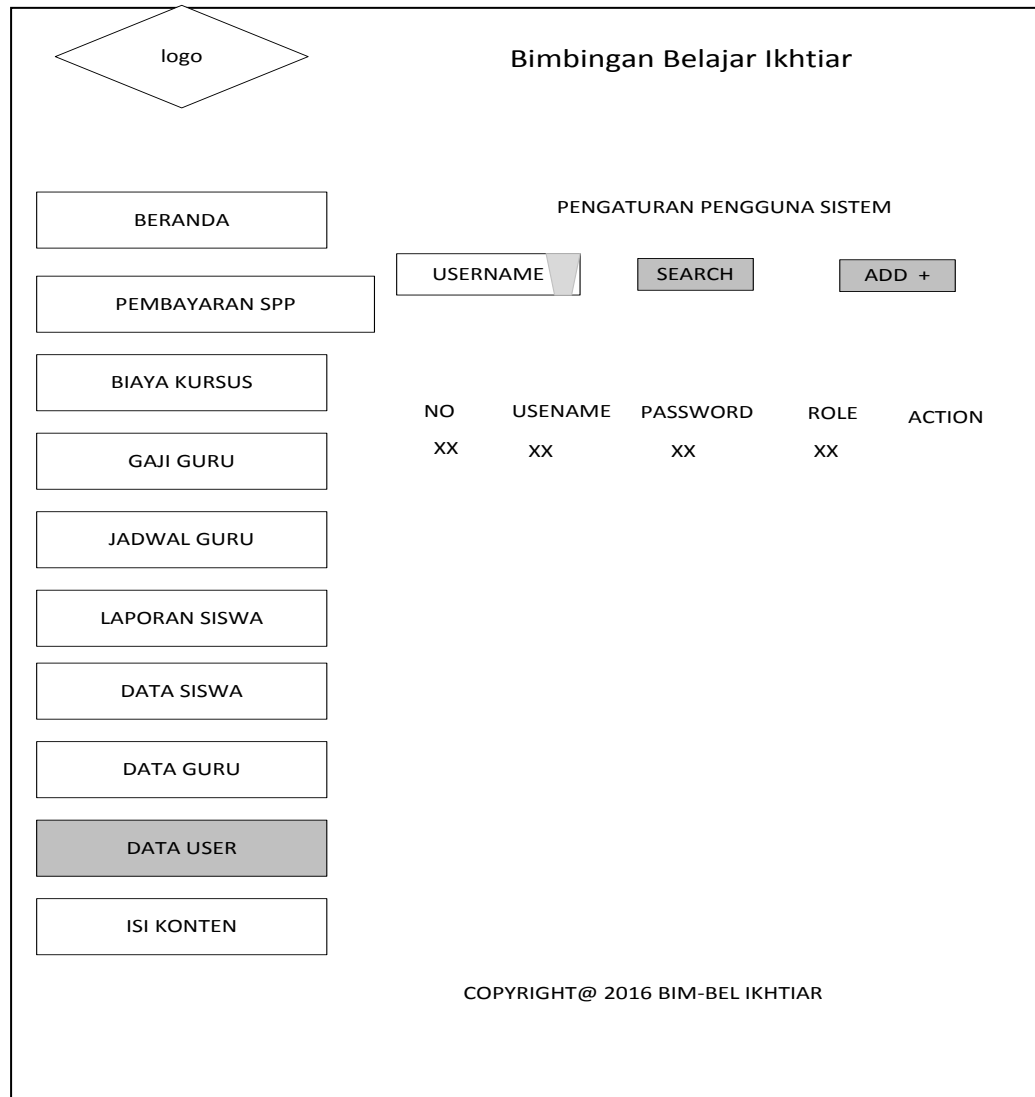 logo
Bimbingan Belajar Ikhtiar
BERANDA
PEMBAYARAN SPP
BIAYA KURSUS
GAJI GURU
JADWAL GURU
LAPORAN SISWA
DATA SISWA
DATA GURU
DATA USER
ISI KONTEN
PENGATURAN PENGGUNA SISTEM
USERNAME
SEARCH
ADD +
NO USENAME PASSWORD ROLE ACTION
XX XX XX XX
COPYRIGHT@ 2016 BIM-BEL IKHTIAR